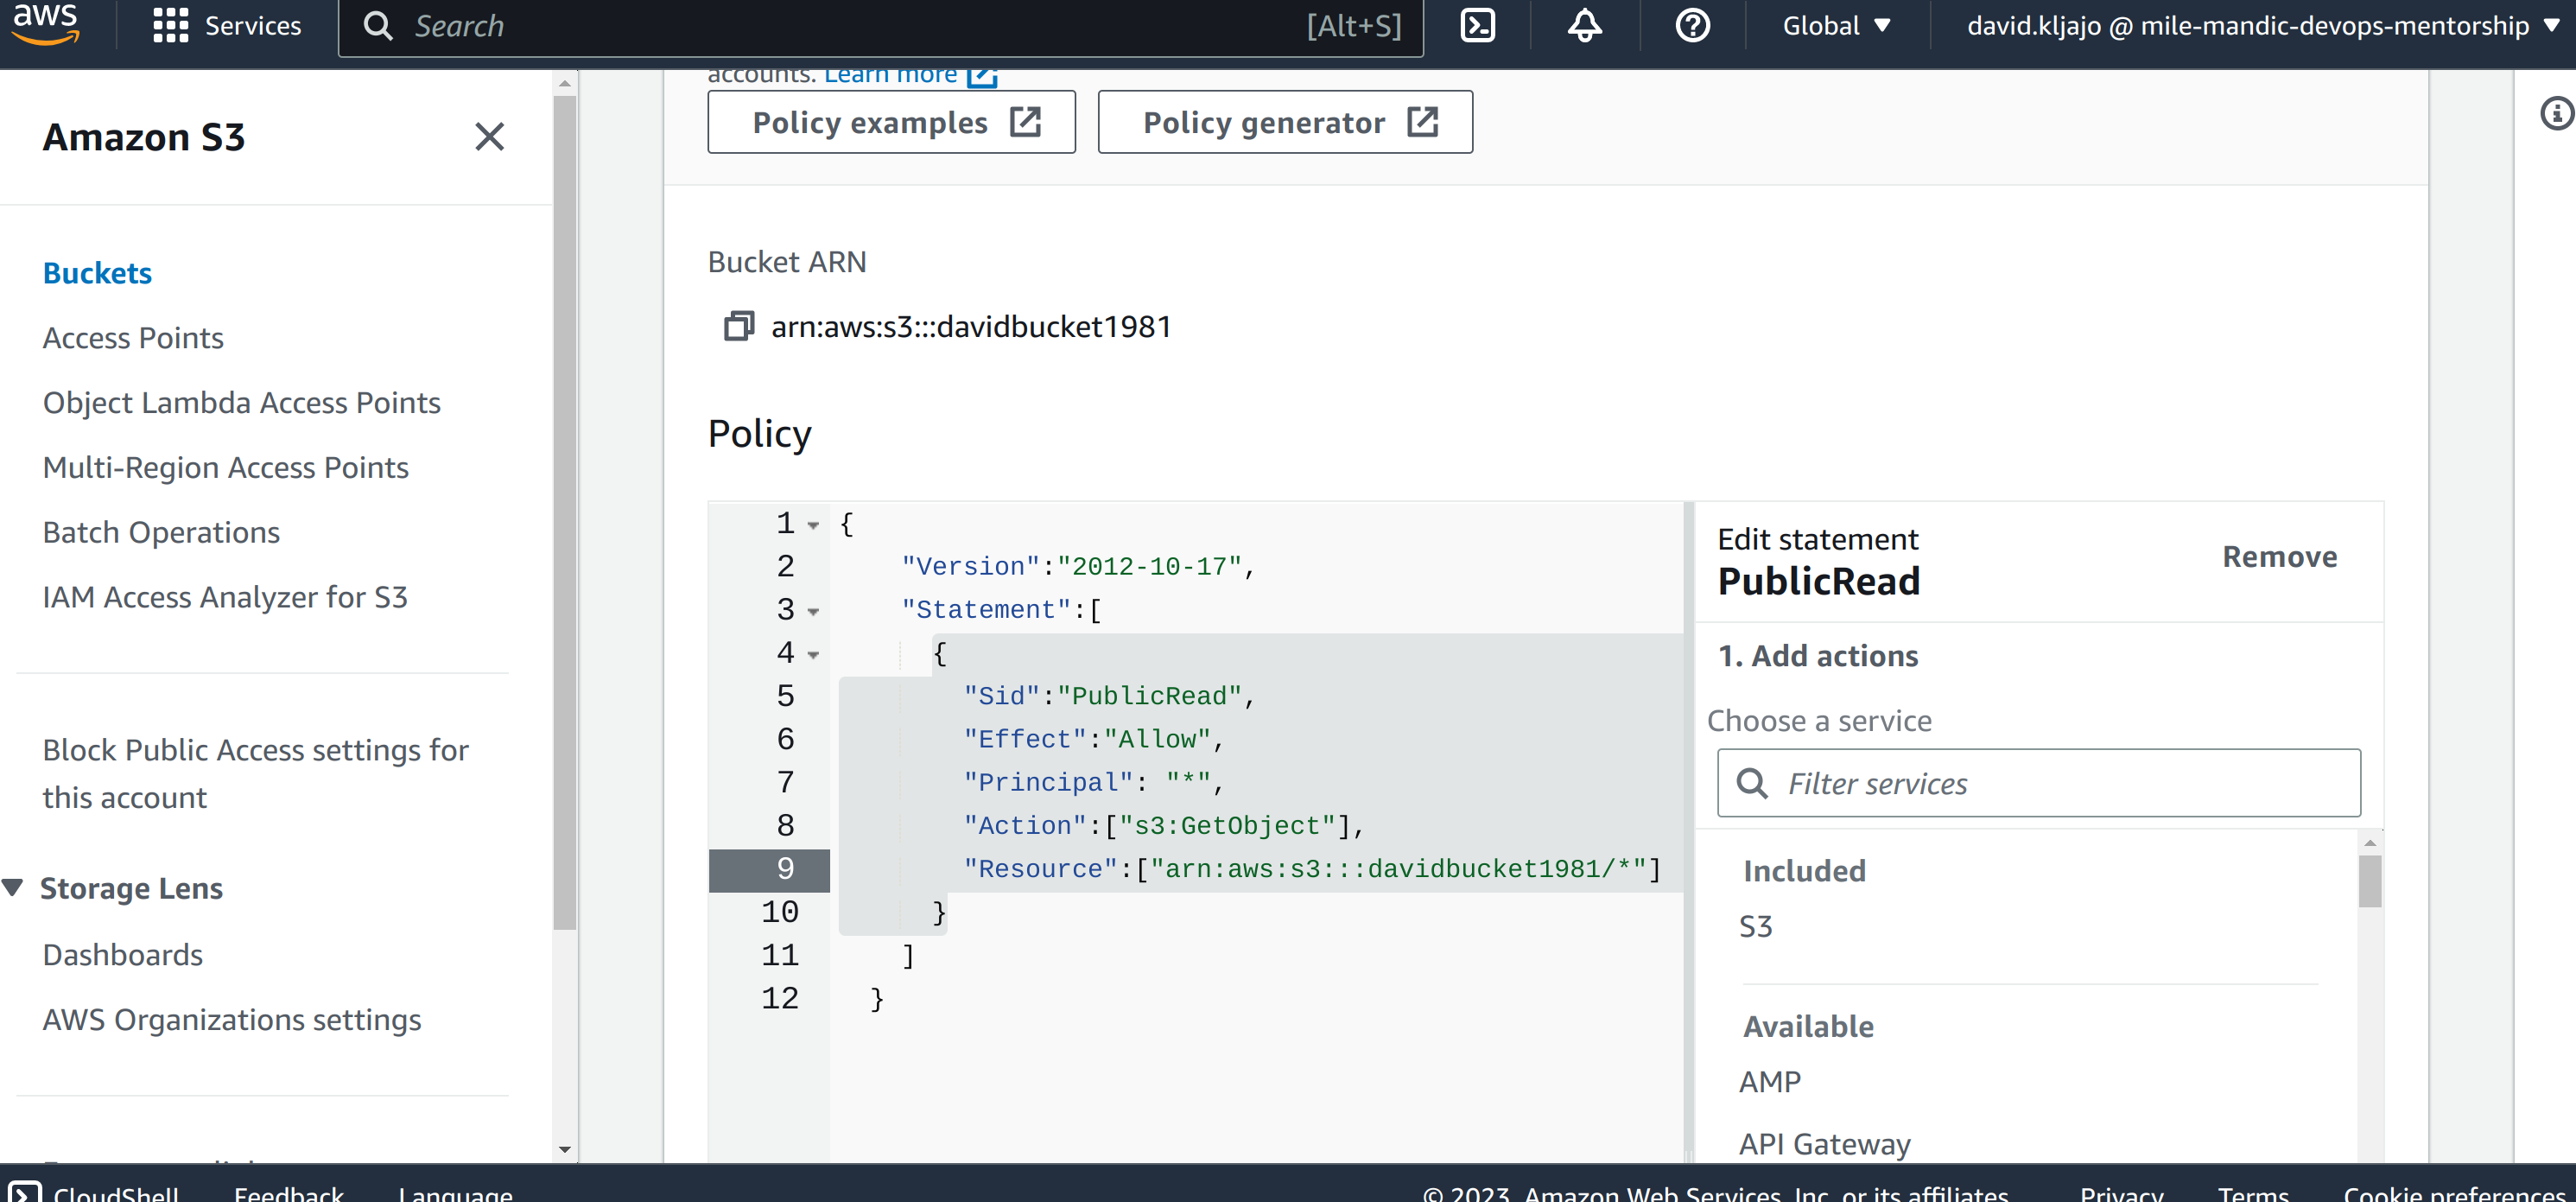 aws
Services
Search
[Alt+S]
Global
david.kljajo @ mile-mandic-devops-mentorship
Amazon S3
Buckets
Access Points
Object Lambda Access Points
Multi-Region Access Points
Batch Operations
IAM Access Analyzer for S3
Block Public Access settings for
this account
Storage Lens
Dashboards
AWS Organizations settings
accounts. Learn more
Policy examples
Policy generator
Bucket ARN
arn:aws:s3:::davidbucket1981
Policy
1 {
2 "Version":"2012-10-17",
3 "Statement":[
4 {
5 "Sid":"PublicRead",
6 "Effect":"Allow",
7 "Principal": "*",
8 "Action":["s3:GetObject"],
9 "Resource":["arn:aws:s3:::davidbucket1981/*"]
10 }
11 ]
12 }
Edit statement
PublicRead
Remove
1. Add actions
Choose a service
Filter services
Included
S3
Available
AMP
API Gateway
CloudShell
Feedback
Language
© 2023, Amazon Web Services, Inc. or its affiliates.
Privacy
Terms
Cookie preferences